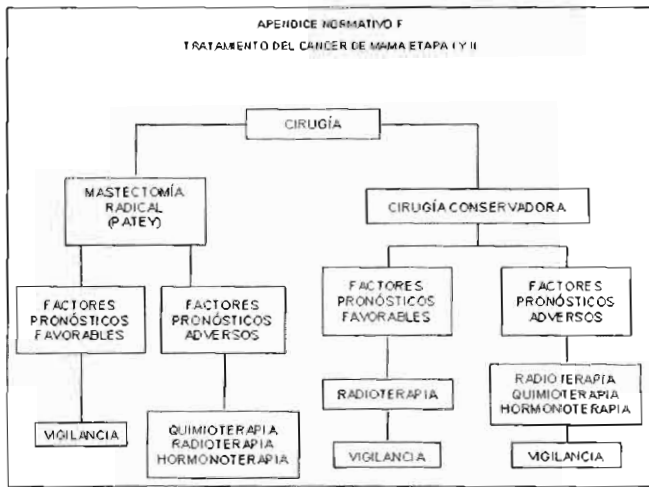 APENDICE NORMATIVO F
TRATAMIENTO DEL CANCER DE MAMA ETAPA I Y II
CIRUGÍA
MASTECTOMÍA
RADICAL
(PATEY)
CIRUGÍA CONSERVADORA
FACTORES
PRONÓSTICOS
FAVORABLES
FACTORES
PRONÓSTICOS
ADVERSOS
FACTORES
PRONÓSTICOS
FAVORABLES
FACTORES
PRONÓSTICOS
ADVERSOS
VIGILANCIA
QUIMIOTERAPIA
RADIOTERAPIA
HORMONOTERAPIA
RADIOTERAPIA
VIGILANCIA
RADIOTERAPIA
QUIMIOTERAPIA
HORMONOTERAPIA
VIGILANCIA